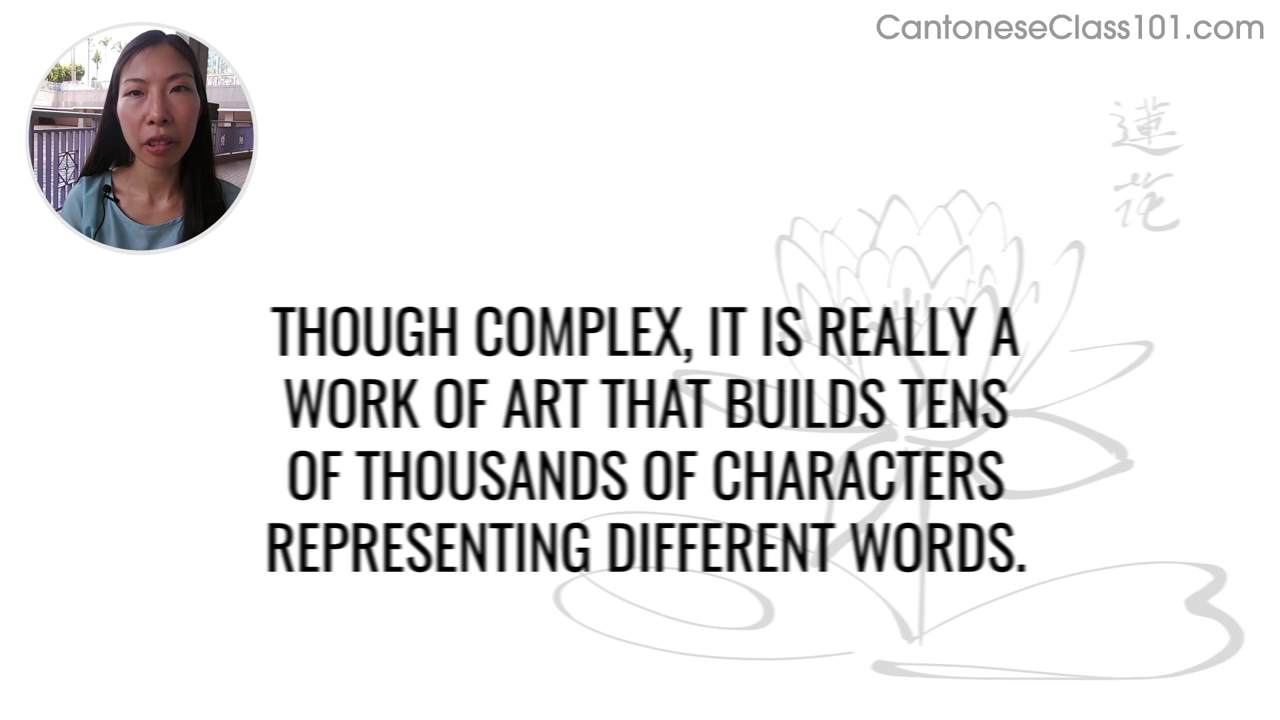 CantoneseClass101.com
蓮
花
THOUGH COMPLEX, IT IS REALLY A
WORK OF ART THAT BUILDS TENS
OF THOUSANDS OF CHARACTERS
REPRESENTING DIFFERENT WORDS.